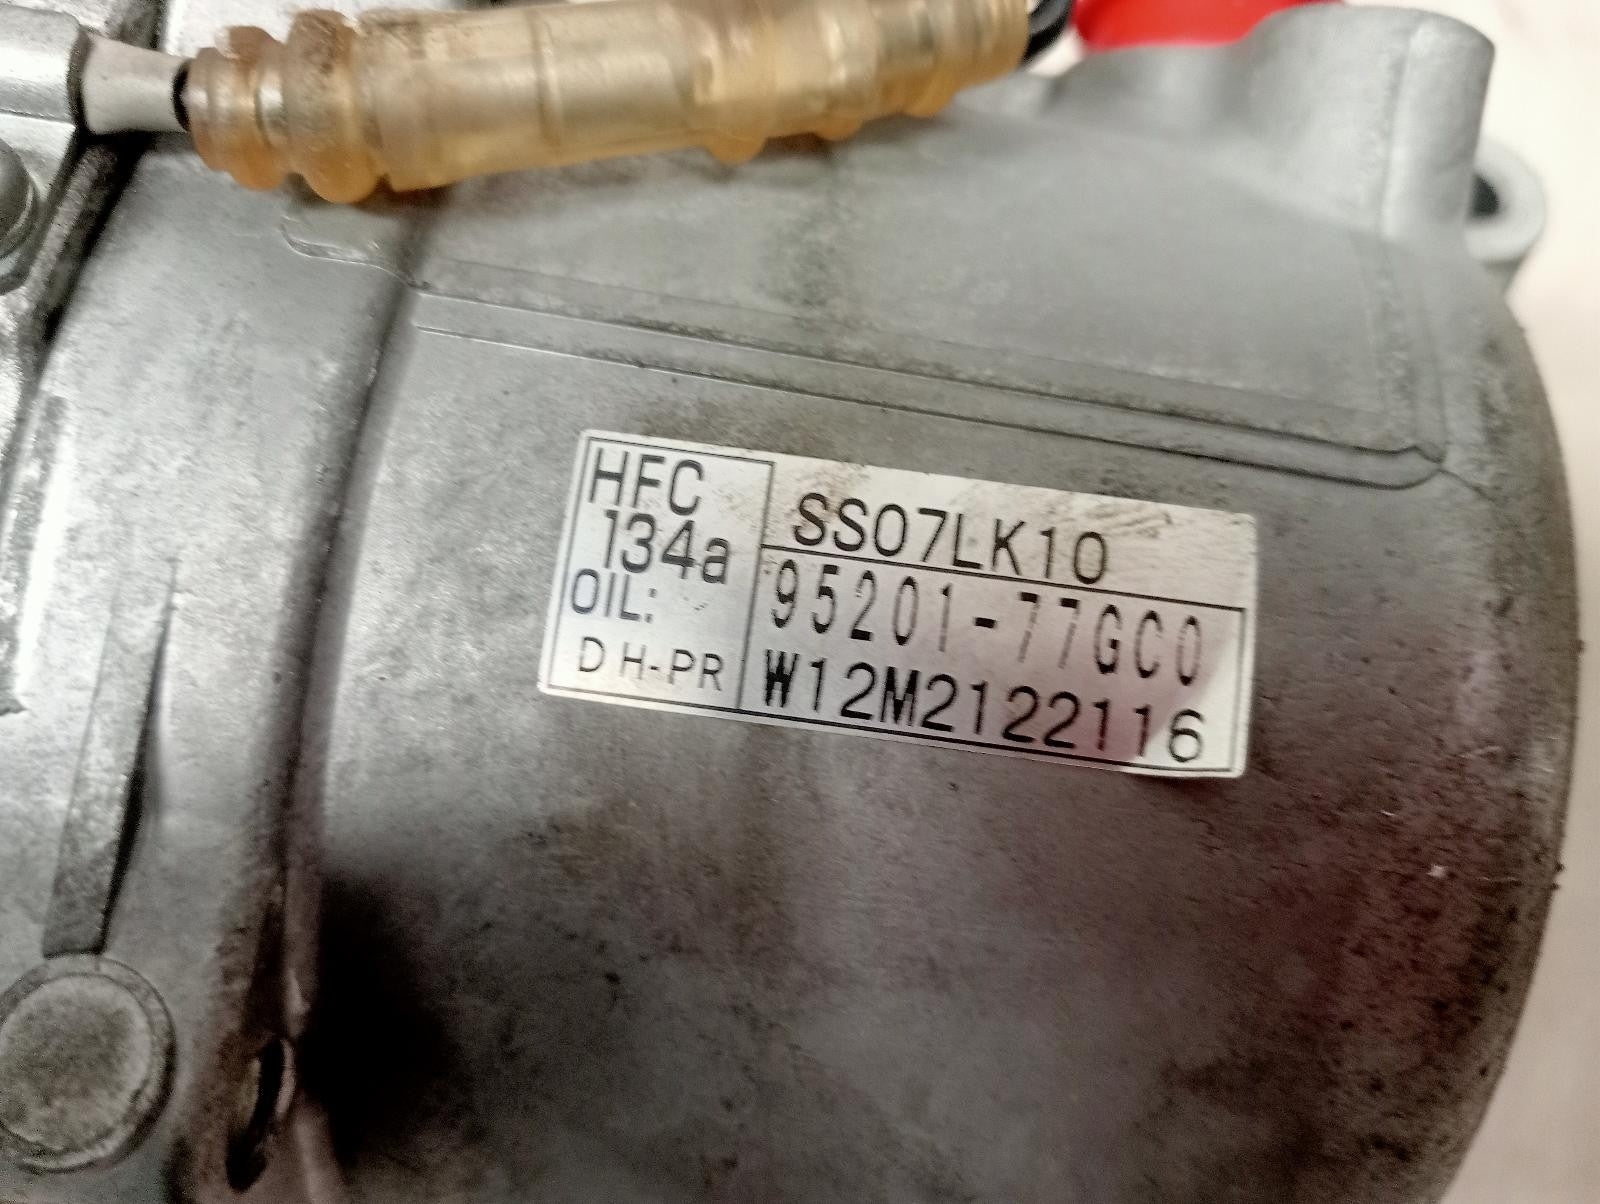 HFC
134a
OIL:
DH-PR
SS07LK10
95201-77GC0
W12M2122116